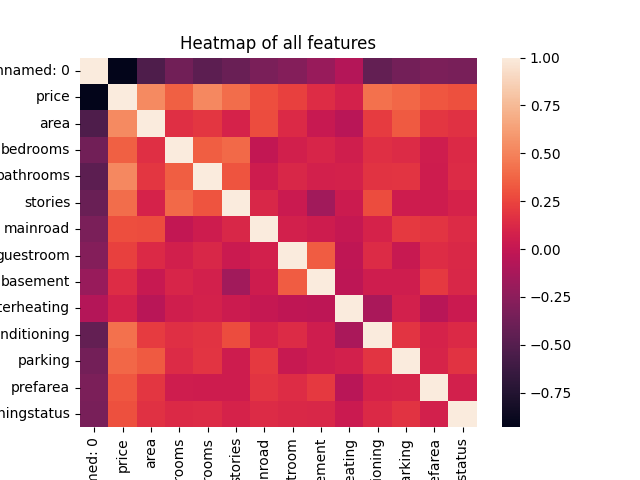 Heatmap of all features
nnamed: 0
price
area
bedrooms
bathrooms
stories
mainroad
guestroom
basement
terheating
nditioning
parking
prefarea
ningstatus
med: 0
price
area
rooms
rooms
stories
nroad
troom
ement
eating
ioning
arking
efarea
status
1.00
0.75
0.50
0.25
0.00
−0.25
−0.50
−0.75